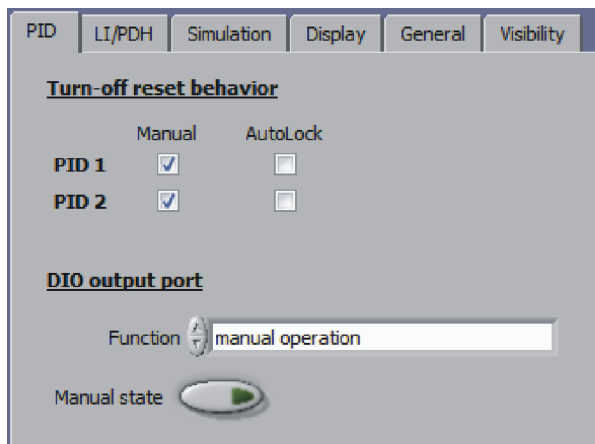 PID LI/PDH Simulation Display General Visibility
Turn-off reset behavior
Manual AutoLock
PID 1
PID 2
DIO output port
Function manual operation
Manual state